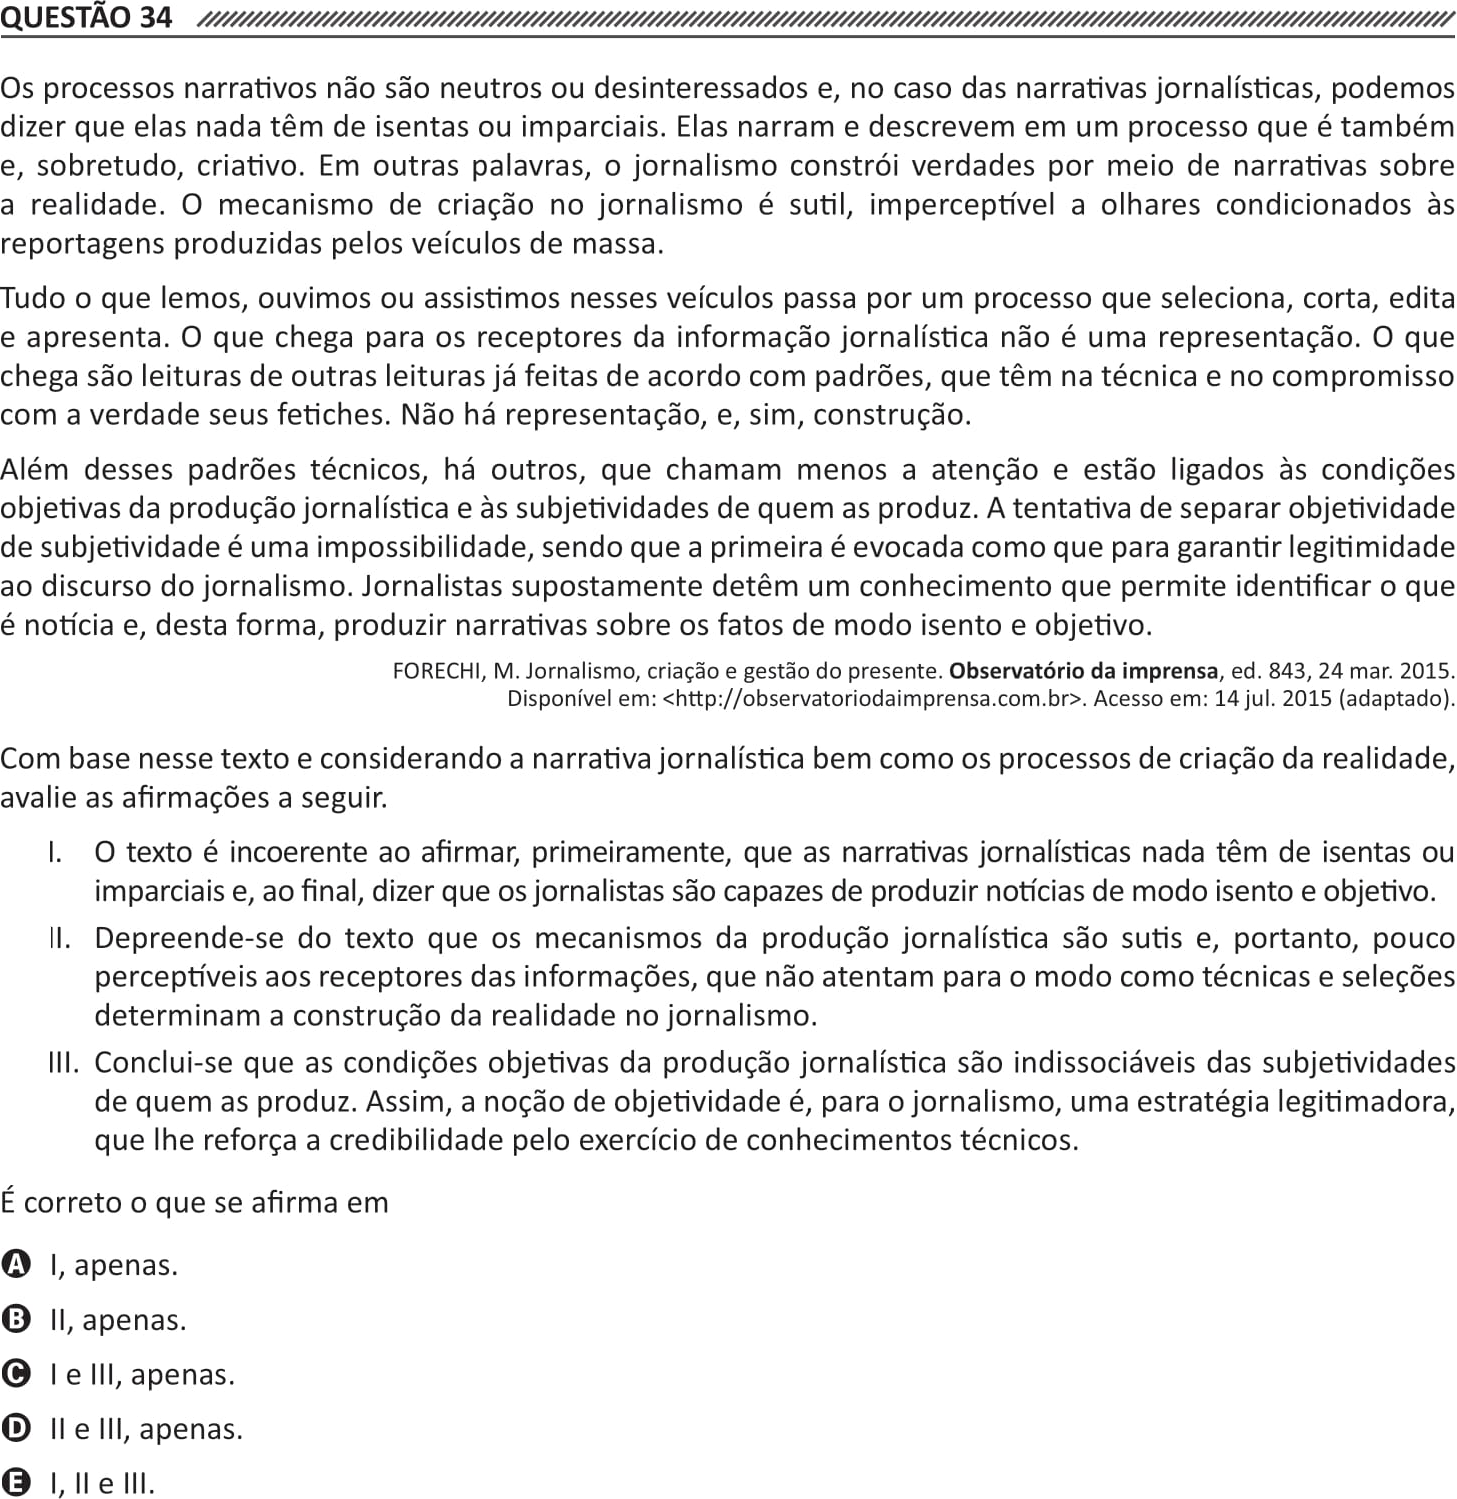 QUESTÃO 34
Os processos narrativos não são neutros ou desinteressados e, no caso das narrativas jornalísticas, podemos
dizer que elas nada têm de isentas ou imparciais. Elas narram e descrevem em um processo que é também
e, sobretudo, criativo. Em outras palavras, o jornalismo constrói verdades por meio de narrativas sobre
a realidade. O mecanismo de criação no jornalismo é sutil, imperceptível a olhares condicionados às
reportagens produzidas pelos veículos de massa.
Tudo o que lemos, ouvimos ou assistimos nesses veículos passa por um processo que seleciona, corta, edita
e apresenta. O que chega para os receptores da informação jornalística não é uma representação. O que
chega são leituras de outras leituras já feitas de acordo com padrões, que têm na técnica e no compromisso
com a verdade seus fetiches. Não há representação, e, sim, construção.
Além desses padrões técnicos, há outros, que chamam menos a atenção e estão ligados às condições
objetivas da produção jornalística e às subjetividades de quem as produz. A tentativa de separar objetividade
de subjetividade é uma impossibilidade, sendo que a primeira é evocada como que para garantir legitimidade
ao discurso do jornalismo. Jornalistas supostamente detêm um conhecimento que permite identificar o que
é notícia e, desta forma, produzir narrativas sobre os fatos de modo isento e objetivo.
FORECHI, M. Jornalismo, criação e gestão do presente. Observatório da imprensa, ed. 843, 24 mar. 2015.
Disponível em: <http://observatoriodaimprensa.com.br>. Acesso em: 14 jul. 2015 (adaptado).
Com base nesse texto e considerando a narrativa jornalística bem como os processos de criação da realidade,
avalie as afirmações a seguir.
I. O texto é incoerente ao afirmar, primeiramente, que as narrativas jornalísticas nada têm de isentas ou
imparciais e, ao final, dizer que os jornalistas são capazes de produzir notícias de modo isento e objetivo.
II. Depreende-se do texto que os mecanismos da produção jornalística são sutis e, portanto, pouco
perceptíveis aos receptores das informações, que não atentam para o modo como técnicas e seleções
determinam a construção da realidade no jornalismo.
III. Conclui-se que as condições objetivas da produção jornalística são indissociáveis das subjetividades
de quem as produz. Assim, a noção de objetividade é, para o jornalismo, uma estratégia legitimadora,
que lhe reforça a credibilidade pelo exercício de conhecimentos técnicos.
É correto o que se afirma em
A I, apenas.
B II, apenas.
C I e III, apenas.
D II e III, apenas.
E I, II e III.